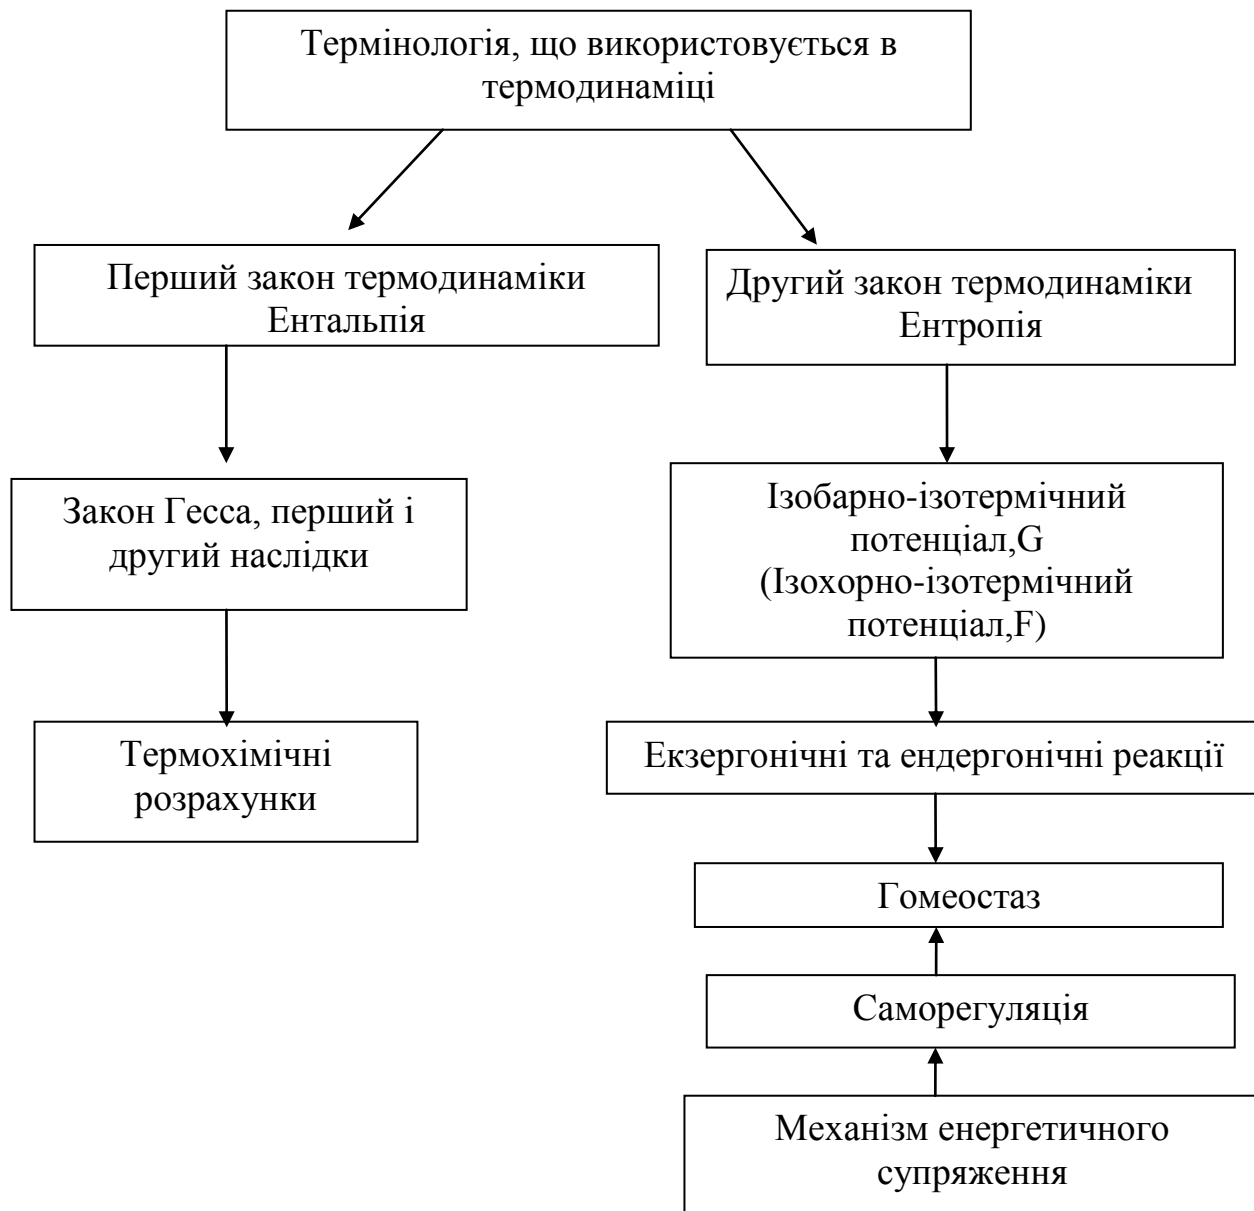 Термінологія, що використовується в
термодинаміці
Перший закон термодинаміки
Ентальпія
Другий закон термодинаміки
Ентропія
Закон Гесса, перший і
другий наслідки
Ізобарно-ізотермічний
потенціал,G
(Ізохорно-ізотермічний
потенціал,F)
Термохімічні
розрахунки
Екзергонічні та ендергонічні реакції
Гомеостаз
Саморегуляція
Механізм енергетичного
супряження